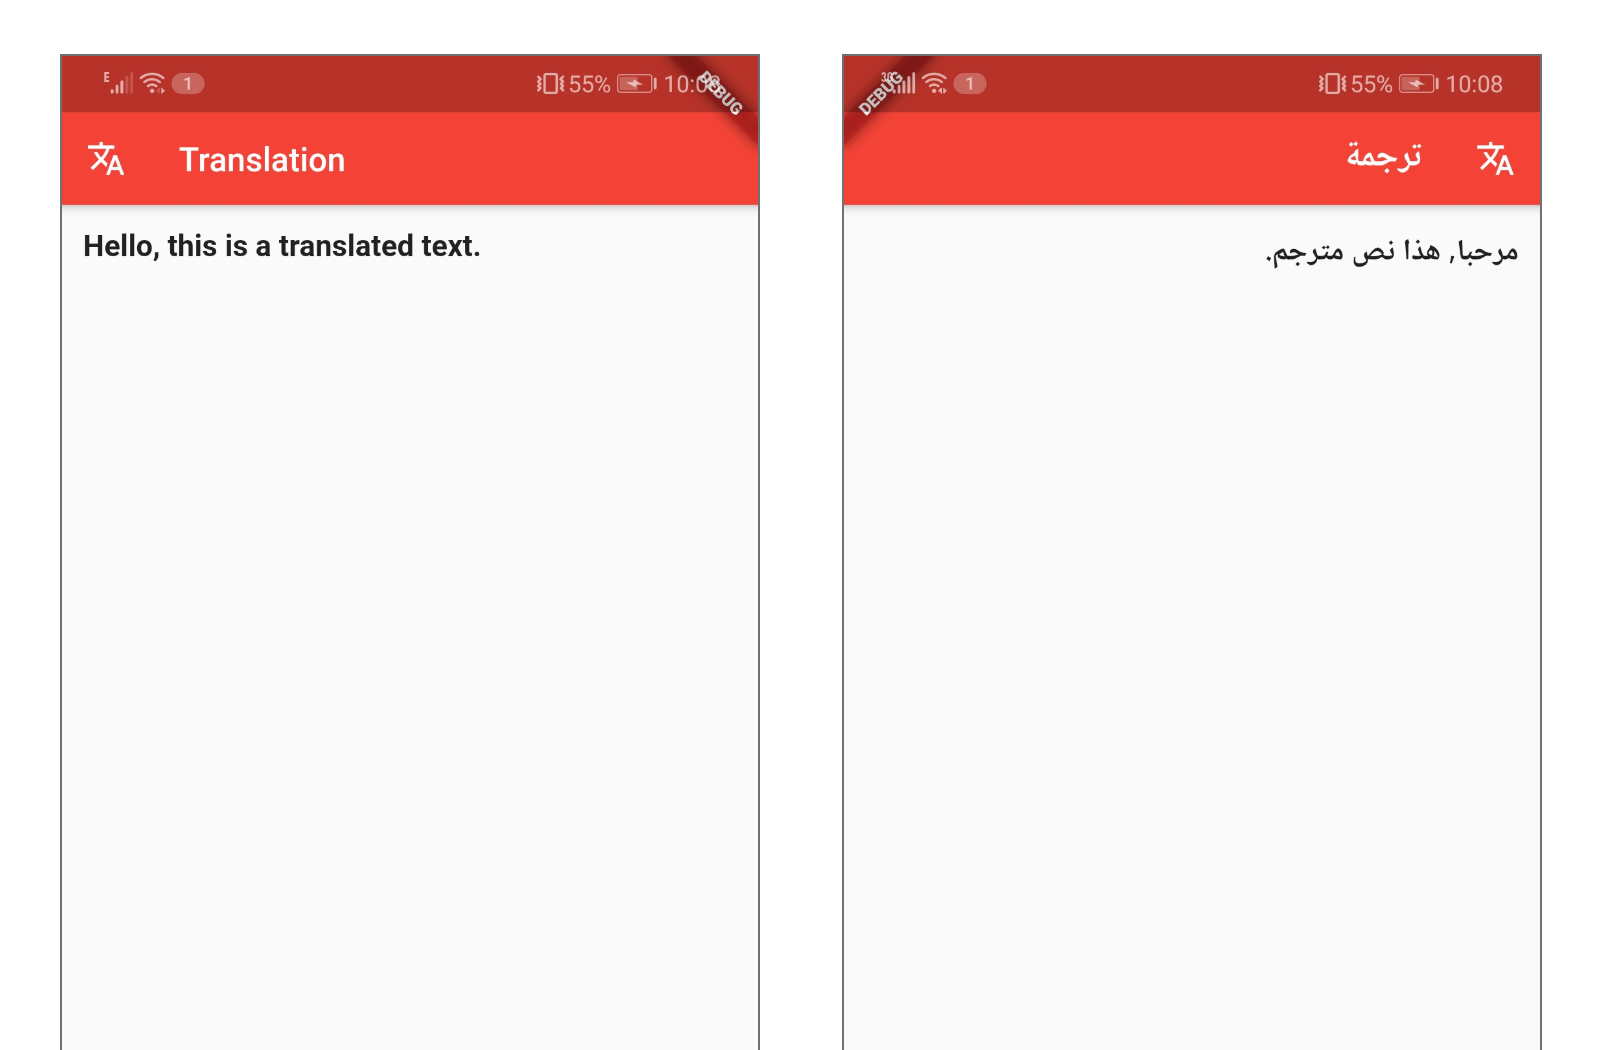 E 1 55% 10:08
DEBUG
Translation
Hello, this is a translated text.
3G 1 55% 10:08
DEBUG
ترجمة
مرحبا, هذا نص مترجم.